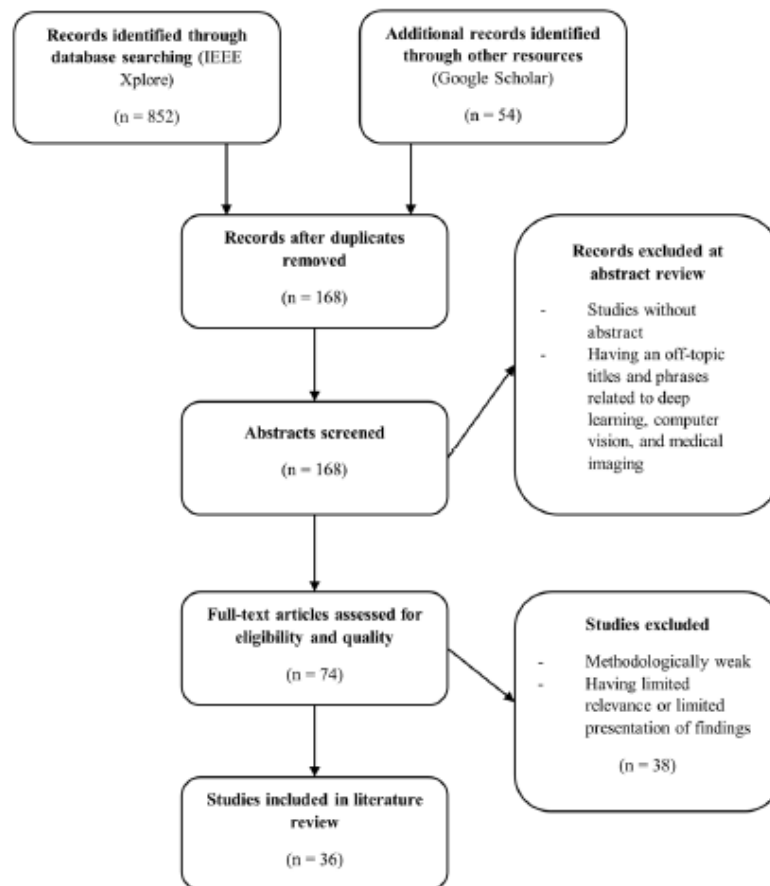 Records identified through
database searching (IEEE
Xplore)
(n = 852)
Additional records identified
through other resources
(Google Scholar)
(n = 54)
Records after duplicates
removed
(n = 168)
Records excluded at
abstract review
- Studies without
abstract
- Having an off-topic
titles and phrases
related to deep
learning, computer
vision, and medical
imaging
Abstracts screened
(n = 168)
Full-text articles assessed for
eligibility and quality
(n = 74)
Studies excluded
- Methodologically weak
- Having limited
relevance or limited
presentation of findings
(n = 38)
Studies included in literature
review
(n = 36)